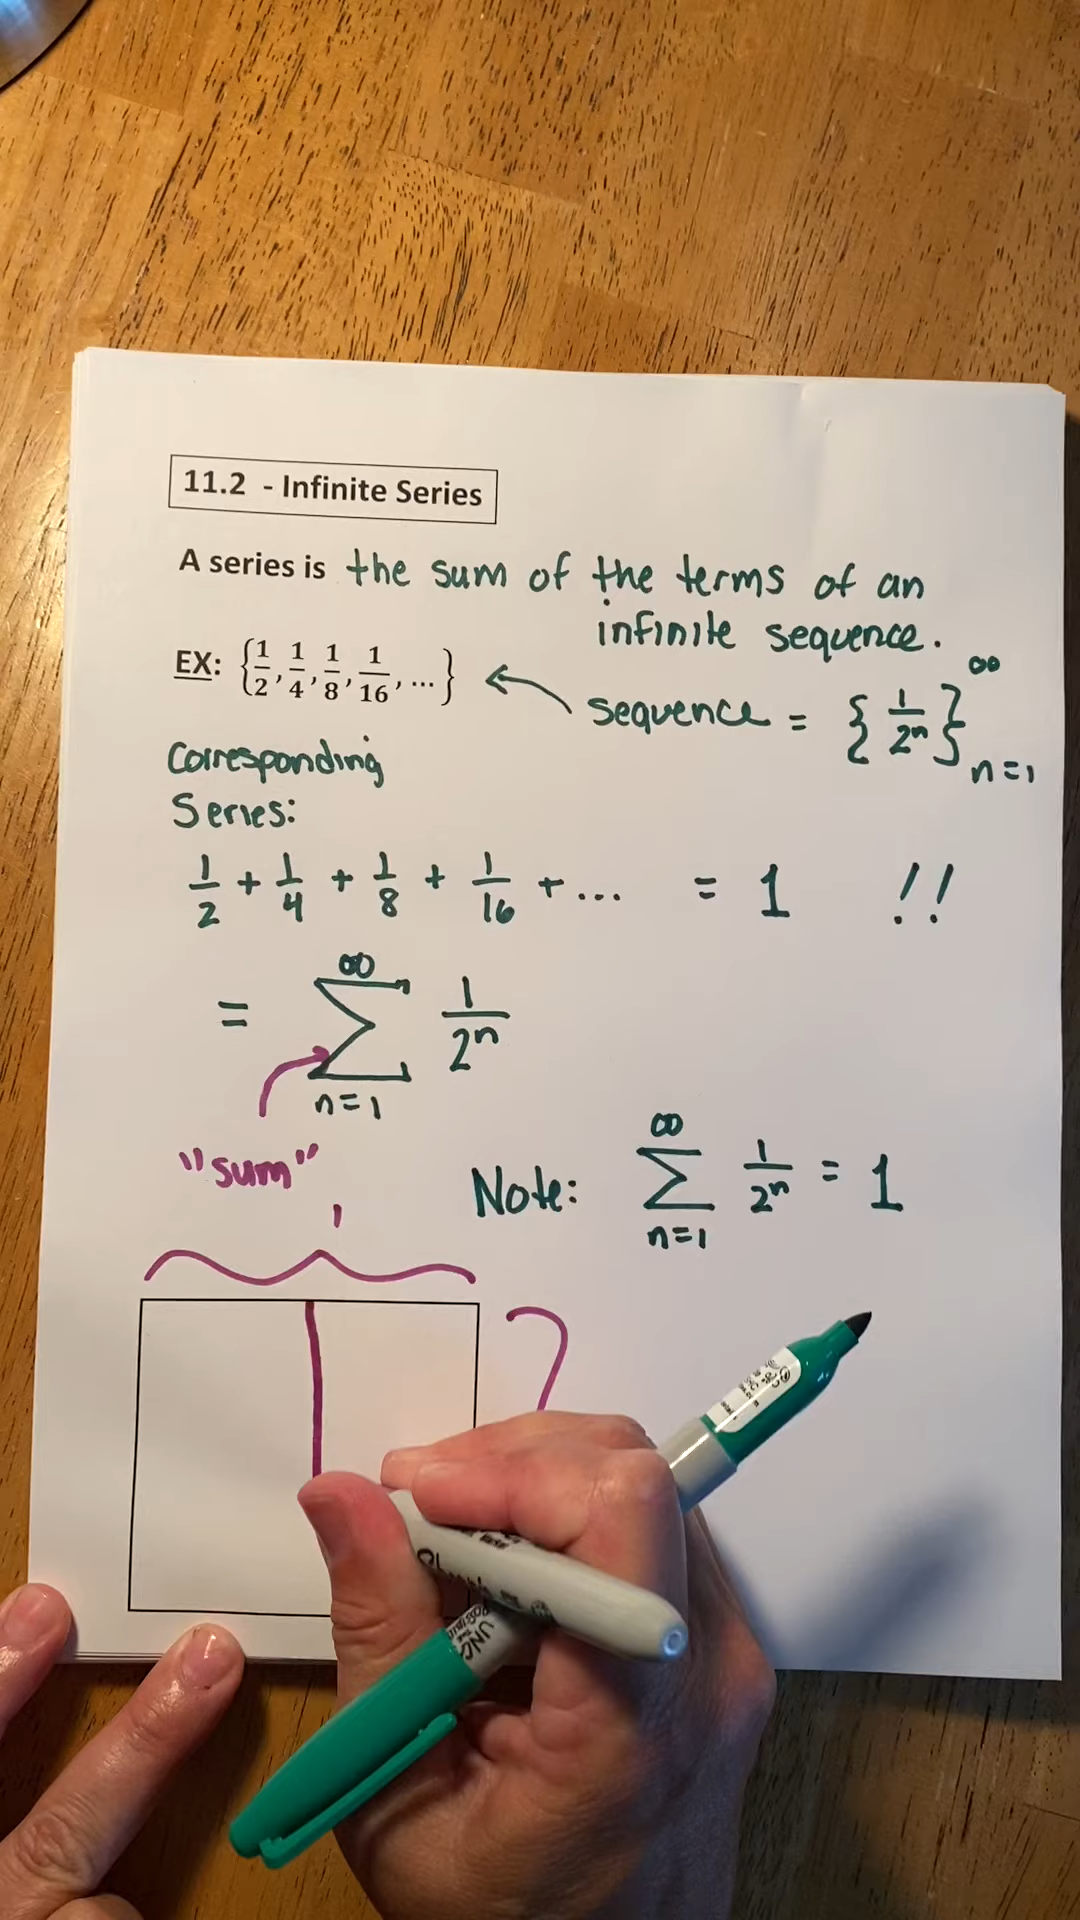 11.2 - Infinite Series
A series is the sum of the terms of an
infinite sequence.
EX: {1/2, 1/4, 1/8, 1/16, ...}
sequence = {1/2ⁿ}
∞
n=1
Corresponding
Series:
1/2 + 1/4 + 1/8 + 1/16 + ... = 1 !!
∞
= Σ 1/2ⁿ
n=1
"sum"
∞
Note: Σ 1/2ⁿ = 1
n=1
1